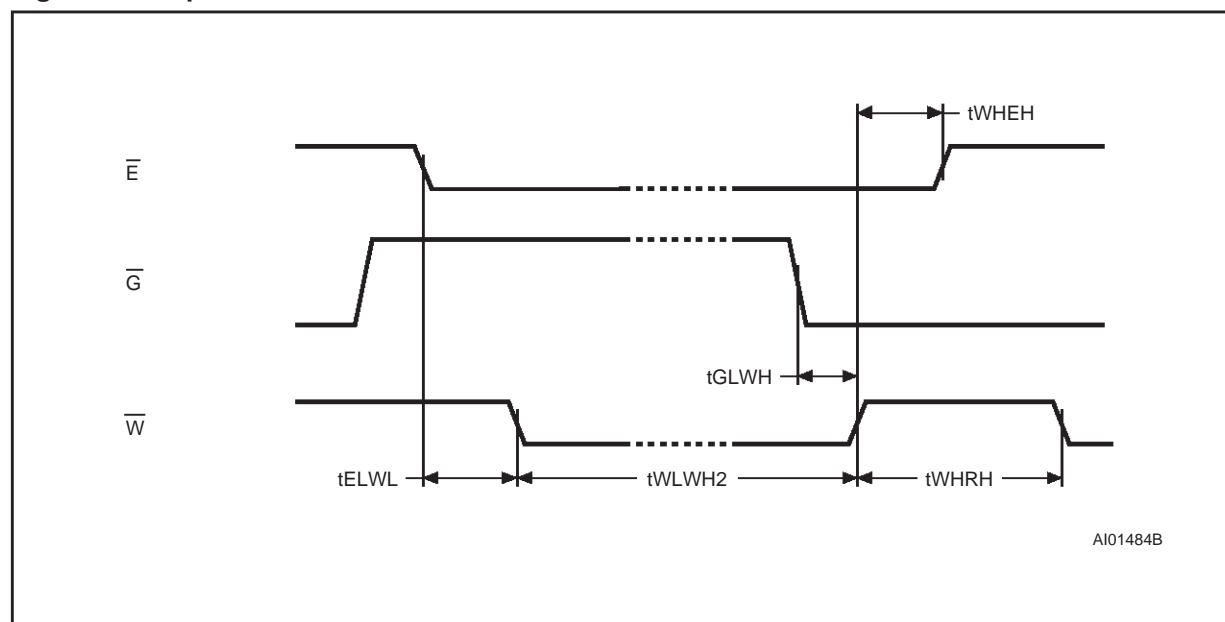 tWHEH
E̅
G̅
tGLWH
W̅
tELWL
tWLWH2
tWHRH
AI01484B